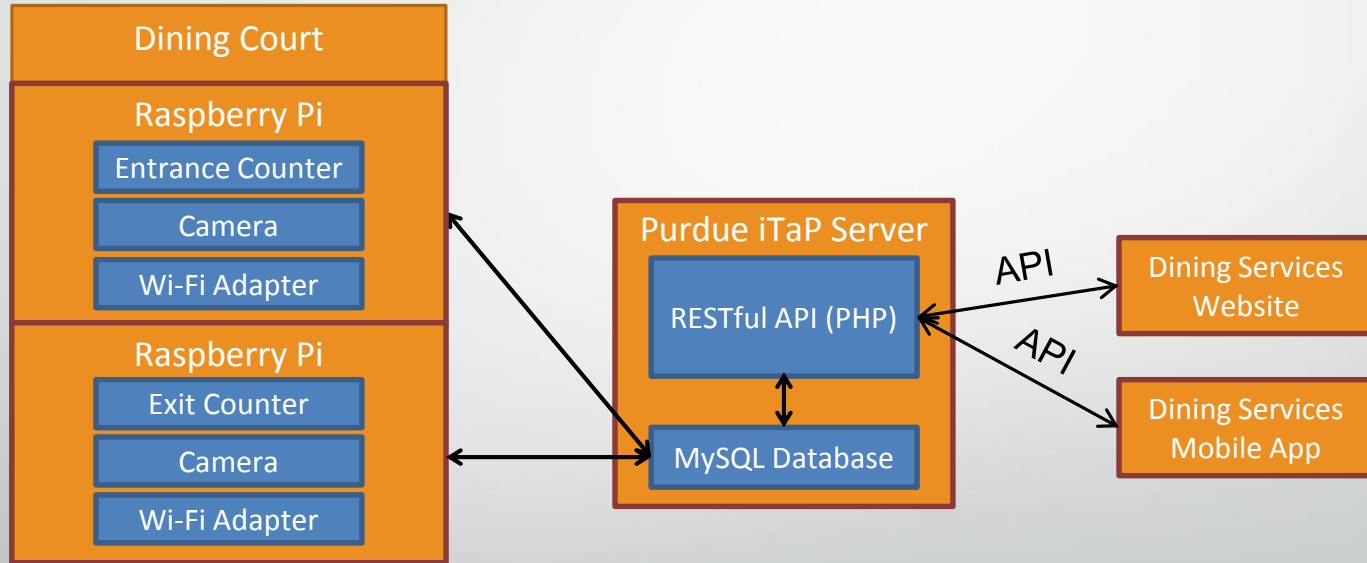 Dining Court
Raspberry Pi
Entrance Counter
Camera
Wi-Fi Adapter
Raspberry Pi
Exit Counter
Camera
Wi-Fi Adapter
Purdue iTaP Server
RESTful API (PHP)
MySQL Database
API
API
Dining Services
Website
Dining Services
Mobile App